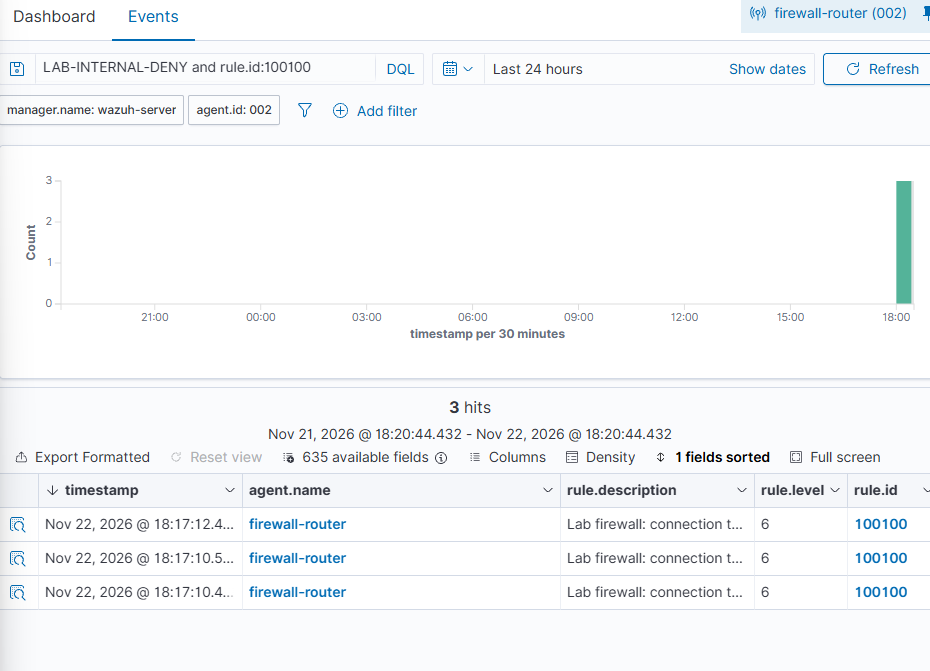 Dashboard Events firewall-router (002)
LAB-INTERNAL-DENY and rule.id:100100 DQL Last 24 hours Show dates Refresh
manager.name: wazuh-server agent.id: 002 Add filter
3
2
1
0
Count
21:00 00:00 03:00 06:00 09:00 12:00 15:00 18:00
timestamp per 30 minutes
3 hits
Nov 21, 2026 @ 18:20:44.432 - Nov 22, 2026 @ 18:20:44.432
Export Formatted Reset view 635 available fields Columns Density 1 fields sorted Full screen
timestamp agent.name rule.description rule.level rule.id
Nov 22, 2026 @ 18:17:12.4... firewall-router Lab firewall: connection t... 6 100100
Nov 22, 2026 @ 18:17:10.5... firewall-router Lab firewall: connection t... 6 100100
Nov 22, 2026 @ 18:17:10.4... firewall-router Lab firewall: connection t... 6 100100